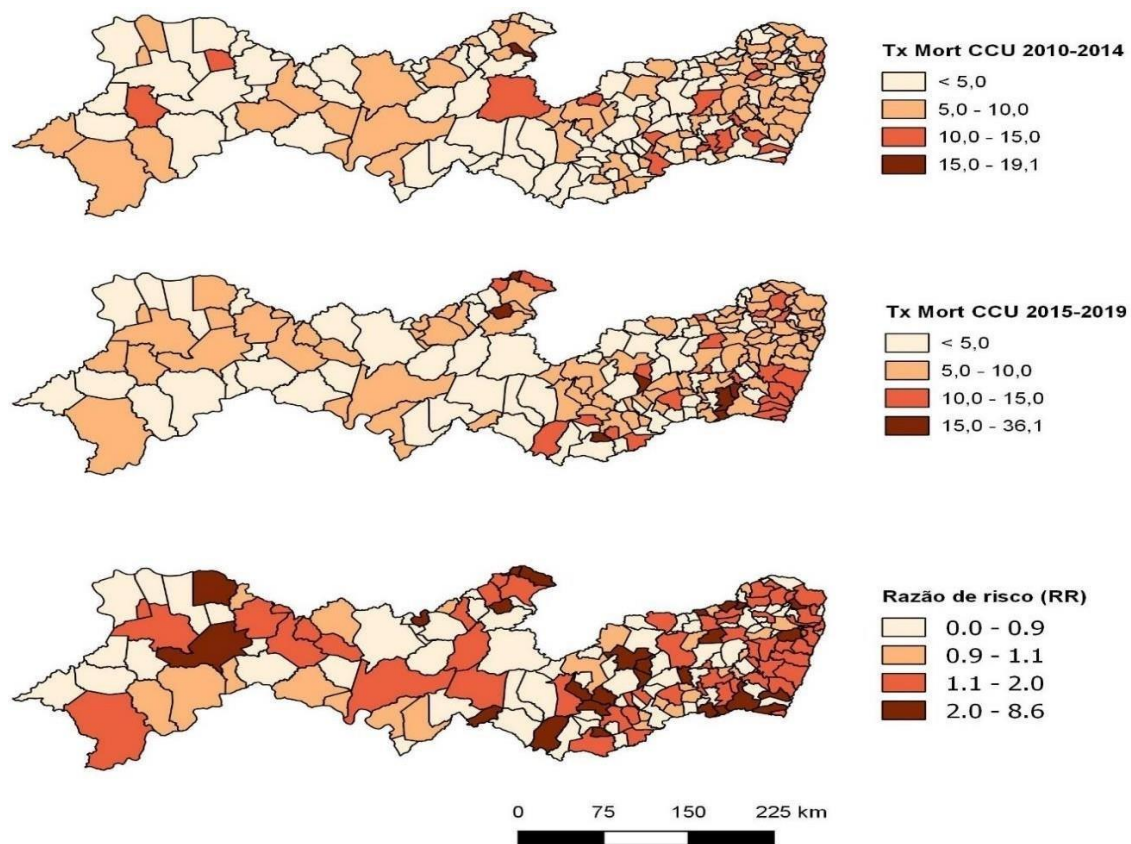 Tx Mort CCU 2010-2014
< 5,0
5,0 - 10,0
10,0 - 15,0
15,0 - 19,1
Tx Mort CCU 2015-2019
< 5,0
5,0 - 10,0
10,0 - 15,0
15,0 - 36,1
Razão de risco (RR)
0.0 - 0.9
0.9 - 1.1
1.1 - 2.0
2.0 - 8.6
0 75 150 225 km